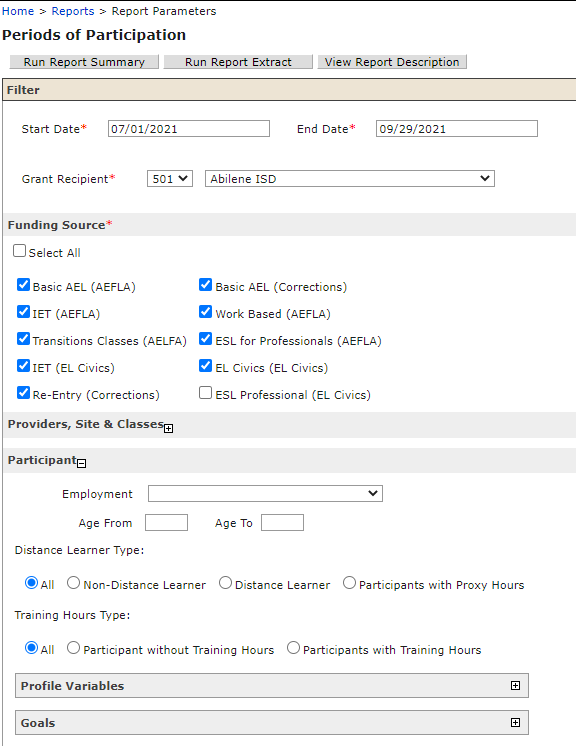 Home > Reports > Report Parameters
Periods of Participation
Run Report Summary Run Report Extract View Report Description
Filter
Start Date* 07/01/2021 End Date* 09/29/2021
Grant Recipient* 501 Abilene ISD
Funding Source*
Select All
Basic AEL (AEFLA) Basic AEL (Corrections)
IET (AEFLA) Work Based (AEFLA)
Transitions Classes (AELFA) ESL for Professionals (AEFLA)
IET (EL Civics) EL Civics (EL Civics)
Re-Entry (Corrections) ESL Professional (EL Civics)
Providers, Site & Classes
Participant
Employment
Age From Age To
Distance Learner Type:
All Non-Distance Learner Distance Learner Participants with Proxy Hours
Training Hours Type:
All Participant without Training Hours Participants with Training Hours
Profile Variables
Goals